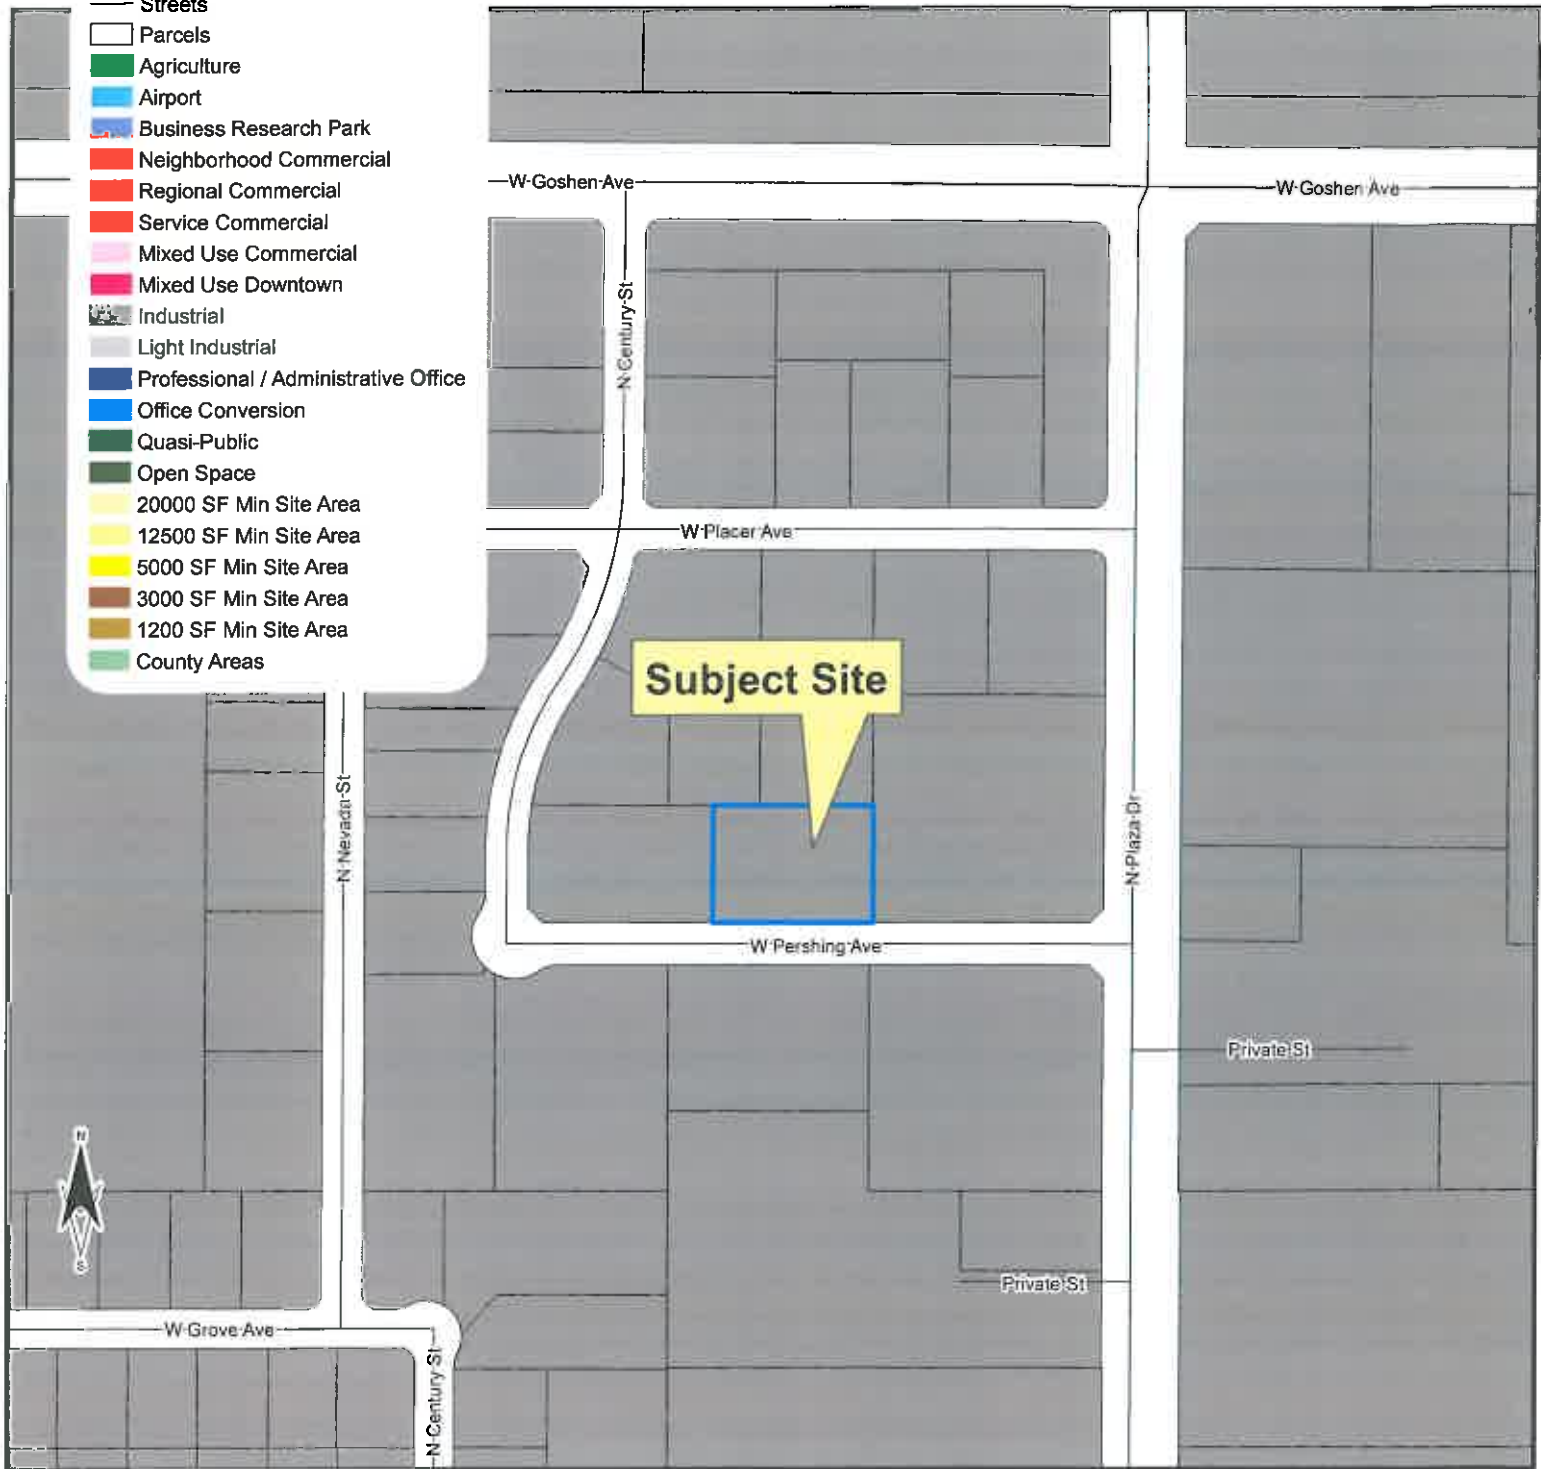 Streets
Parcels
Agriculture
Airport
Business Research Park
Neighborhood Commercial
Regional Commercial
Service Commercial
Mixed Use Commercial
Mixed Use Downtown
Industrial
Light Industrial
Professional / Administrative Office
Office Conversion
Quasi-Public
Open Space
20000 SF Min Site Area
12500 SF Min Site Area
5000 SF Min Site Area
3000 SF Min Site Area
1200 SF Min Site Area
County Areas
W Goshen Ave
W Goshen Ave
N Century St
W Placer Ave
Subject Site
N Nevada St
N Plaza Dr
W Pershing Ave
Private St
N
S
Private St
W Grove Ave
N Century St